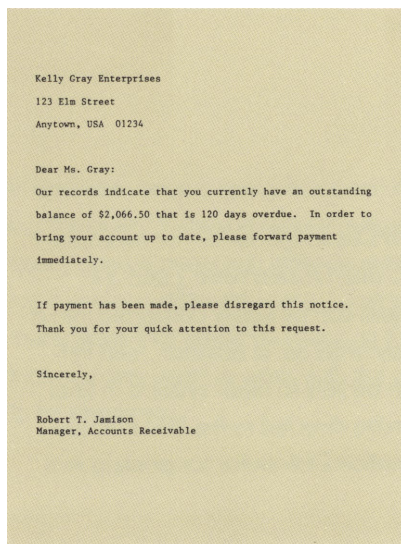 Kelly Gray Enterprises
123 Elm Street
Anytown, USA  01234
Dear Ms. Gray:
Our records indicate that you currently have an outstanding
balance of $2,066.50 that is 120 days overdue.  In order to
bring your account up to date, please forward payment
immediately.
If payment has been made, please disregard this notice.
Thank you for your quick attention to this request.
Sincerely,
Robert T. Jamison
Manager, Accounts Receivable